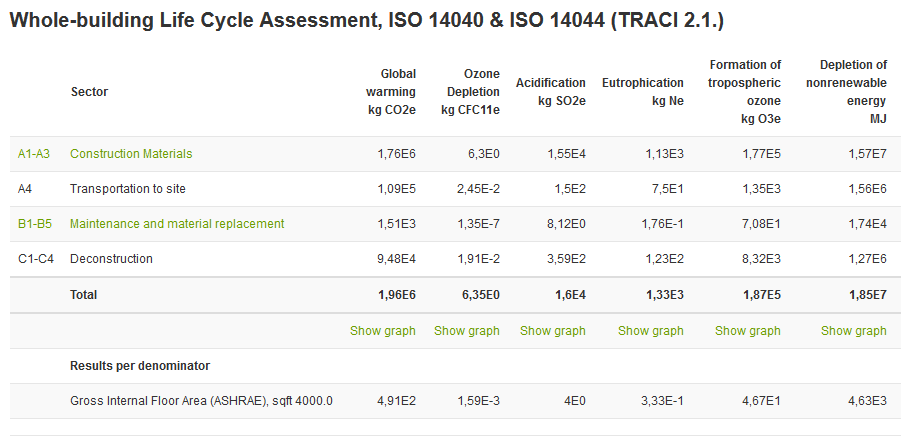 Whole-building Life Cycle Assessment, ISO 14040 & ISO 14044 (TRACI 2.1.)
Sector Global warming kg CO2e Ozone Depletion kg CFC11e Acidification kg SO2e Eutrophication kg Ne Formation of tropospheric ozone kg O3e Depletion of nonrenewable energy MJ
A1-A3 Construction Materials 1,76E6 6,3E0 1,55E4 1,13E3 1,77E5 1,57E7
A4 Transportation to site 1,09E5 2,45E-2 1,5E2 7,5E1 1,35E3 1,56E6
B1-B5 Maintenance and material replacement 1,51E3 1,35E-7 8,12E0 1,76E-1 7,08E1 1,74E4
C1-C4 Deconstruction 9,48E4 1,91E-2 3,59E2 1,23E2 8,32E3 1,27E6
Total 1,96E6 6,35E0 1,6E4 1,33E3 1,87E5 1,85E7
Show graph Show graph Show graph Show graph Show graph Show graph
Results per denominator
Gross Internal Floor Area (ASHRAE), sqft 4000.0 4,91E2 1,59E-3 4E0 3,33E-1 4,67E1 4,63E3